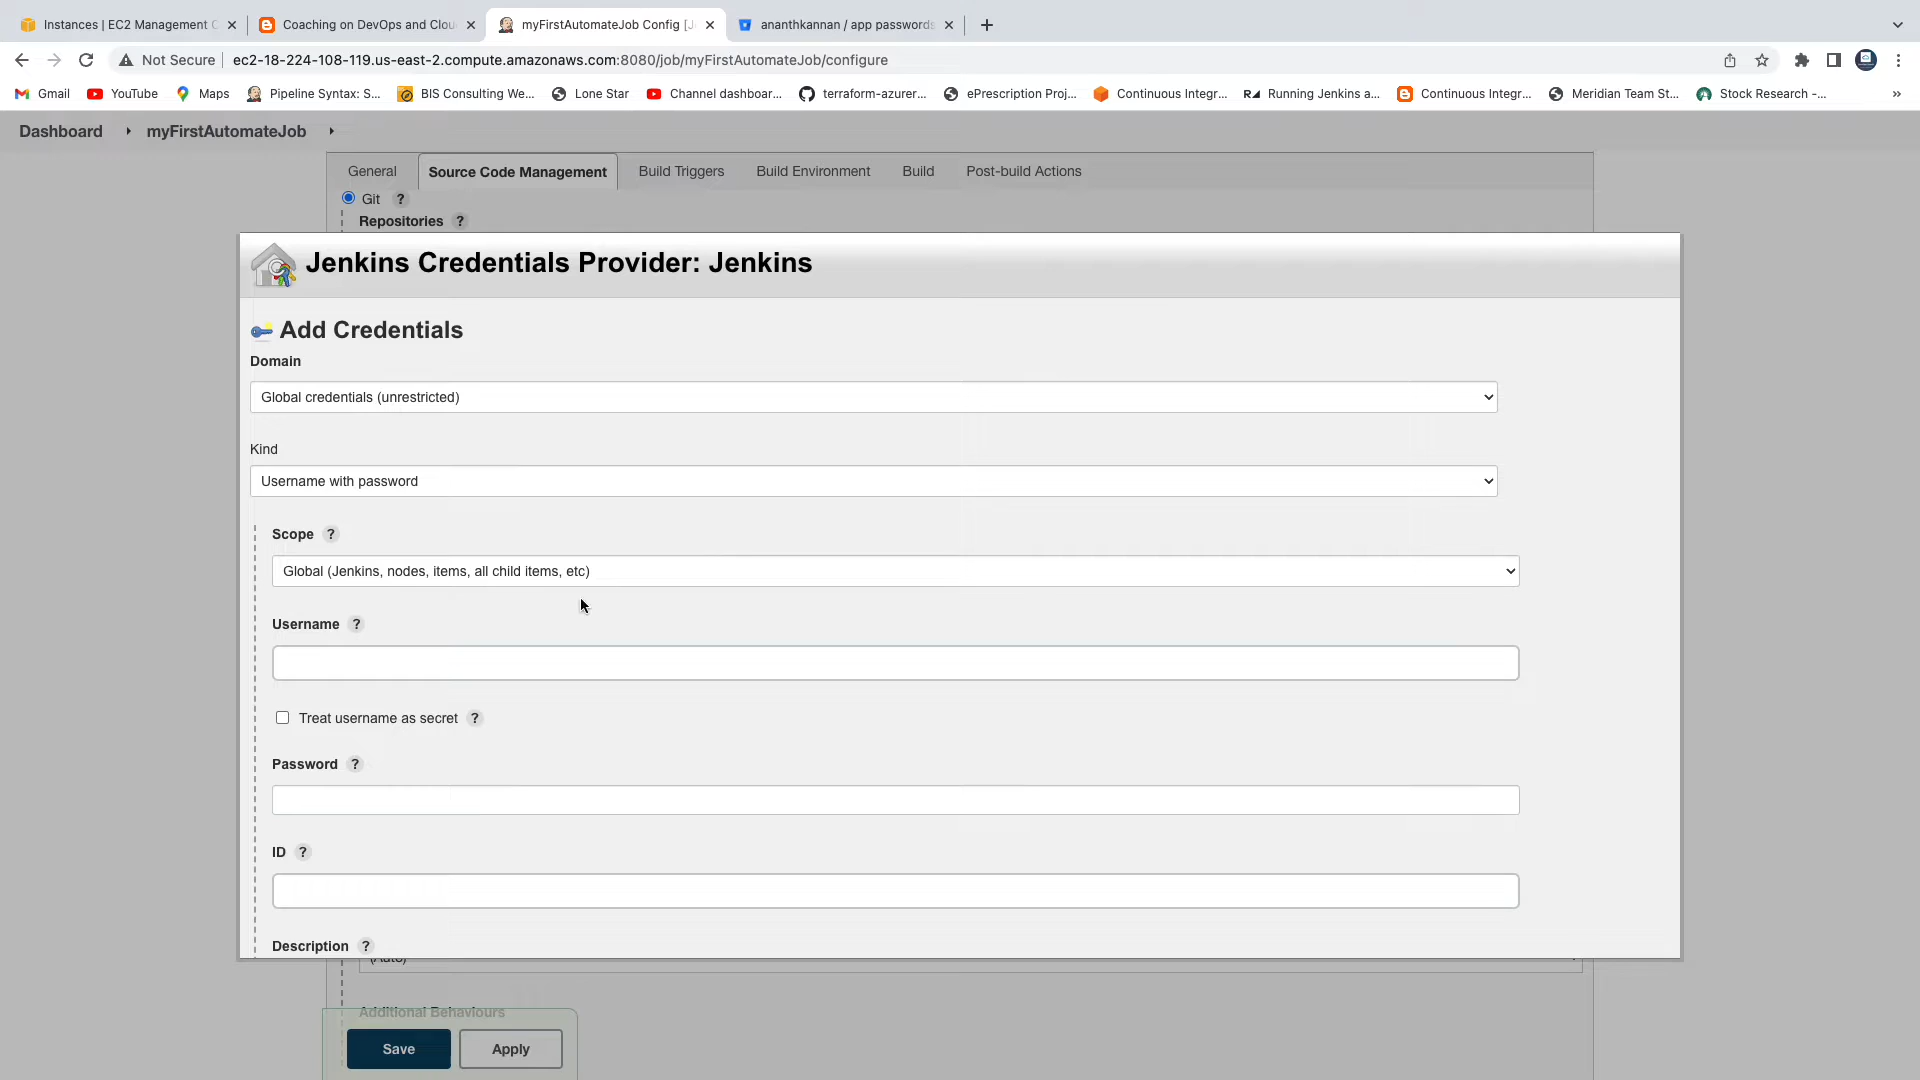 Instances | EC2 Management C
Coaching on DevOps and Clou
myFirstAutomateJob Config [J
ananthkannan / app passwords
Not Secure
ec2-18-224-108-119.us-east-2.compute.amazonaws.com:8080/job/myFirstAutomateJob/configure
Gmail
YouTube
Maps
Pipeline Syntax: S...
BIS Consulting We...
Lone Star
Channel dashboar...
terraform-azurer...
ePrescription Proj...
Continuous Integr...
Running Jenkins a...
Continuous Integr...
Meridian Team St...
Stock Research -...
Dashboard
myFirstAutomateJob
General
Source Code Management
Build Triggers
Build Environment
Build
Post-build Actions
Git ?
Repositories ?
Jenkins Credentials Provider: Jenkins
Add Credentials
Domain
Global credentials (unrestricted)
Kind
Username with password
Scope ?
Global (Jenkins, nodes, items, all child items, etc)
Username ?
Treat username as secret ?
Password ?
ID ?
Description ?
(Auto)
Additional Behaviours
Save
Apply